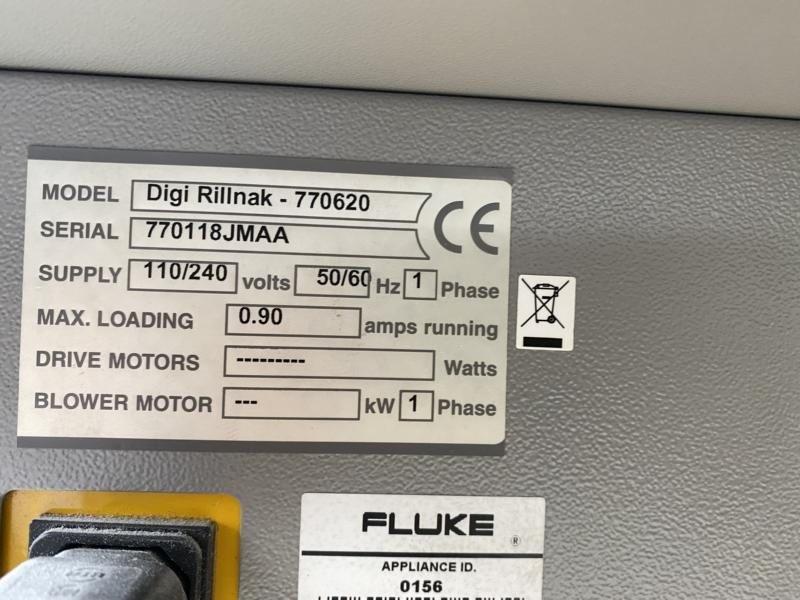 MODEL Digi Rillnak - 770620
SERIAL 770118JMAA
CE
SUPPLY 110/240 volts 50/60 Hz 1 Phase
MAX. LOADING 0.90 amps running
DRIVE MOTORS --------- Watts
BLOWER MOTOR --- kW 1 Phase
FLUKE ®
APPLIANCE ID.
0156